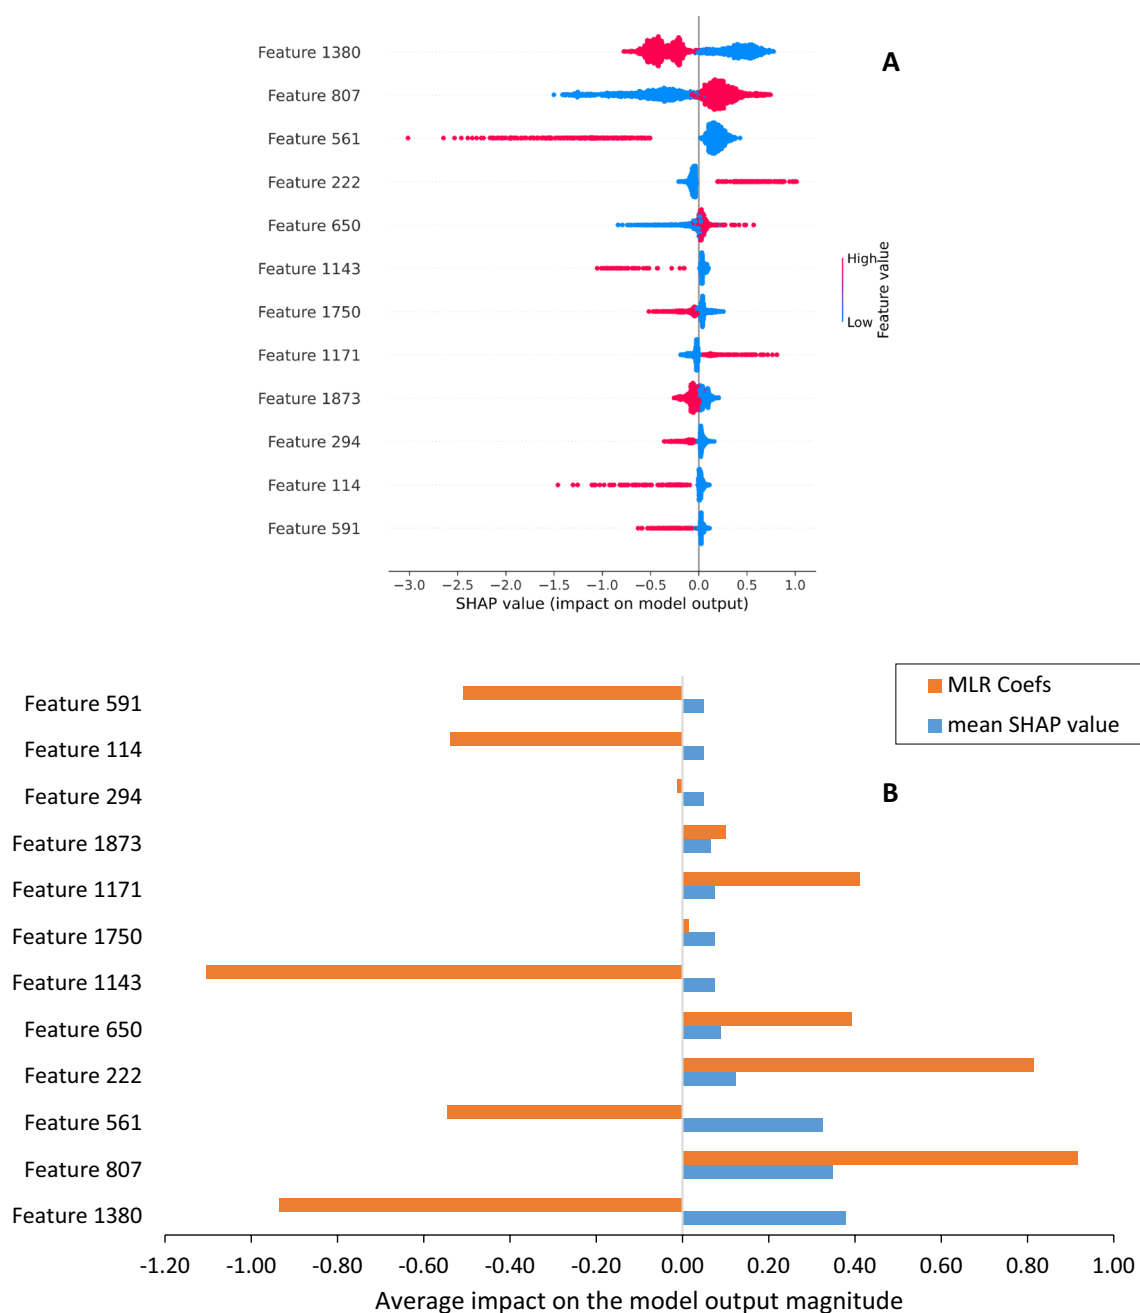 Feature 1380
A
Feature 807
Feature 561
Feature 222
Feature 650
Feature 1143
High
Feature 1750
Low
Feature value
Feature 1171
Feature 1873
Feature 294
Feature 114
Feature 591
−3.0 −2.5 −2.0 −1.5 −1.0 −0.5 0.0 0.5 1.0
SHAP value (impact on model output)
MLR Coefs
mean SHAP value
Feature 591
Feature 114
Feature 294
B
Feature 1873
Feature 1171
Feature 1750
Feature 1143
Feature 650
Feature 222
Feature 561
Feature 807
Feature 1380
-1.20 -1.00 -0.80 -0.60 -0.40 -0.20 0.00 0.20 0.40 0.60 0.80 1.00
Average impact on the model output magnitude